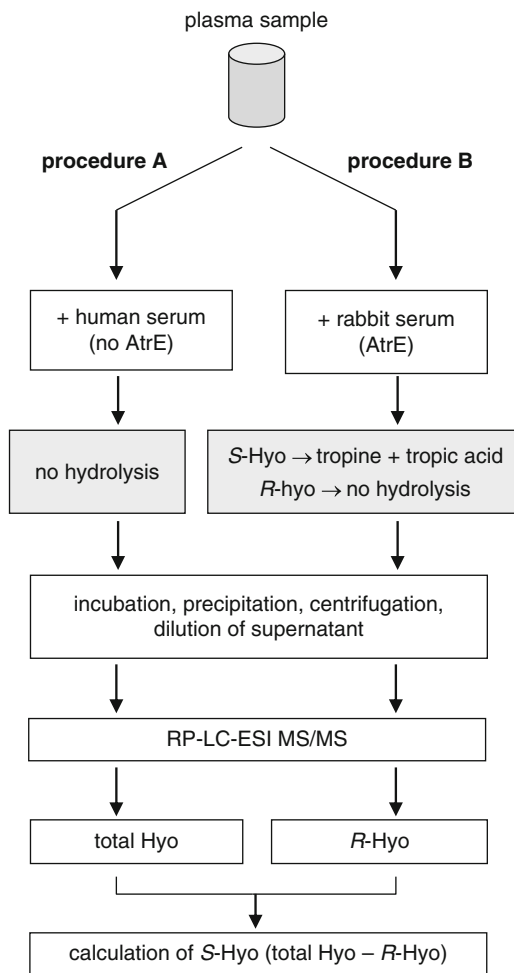 plasma sample
procedure A
procedure B
+ human serum
(no AtrE)
+ rabbit serum
(AtrE)
no hydrolysis
S-Hyo → tropine + tropic acid
R-hyo → no hydrolysis
incubation, precipitation, centrifugation,
dilution of supernatant
RP-LC-ESI MS/MS
total Hyo
R-Hyo
calculation of S-Hyo (total Hyo – R-Hyo)